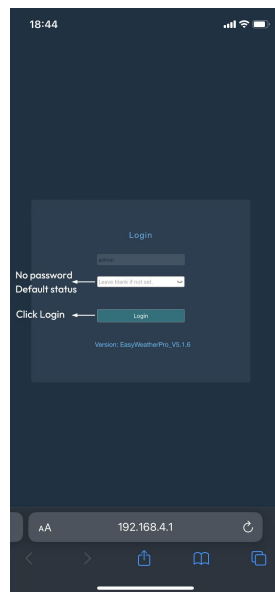 18:44
Login
admin
No password
Default status
Leave blank if not set.
Click Login
Login
Version: EasyWeatherPro_V5.1.6
AA
192.168.4.1